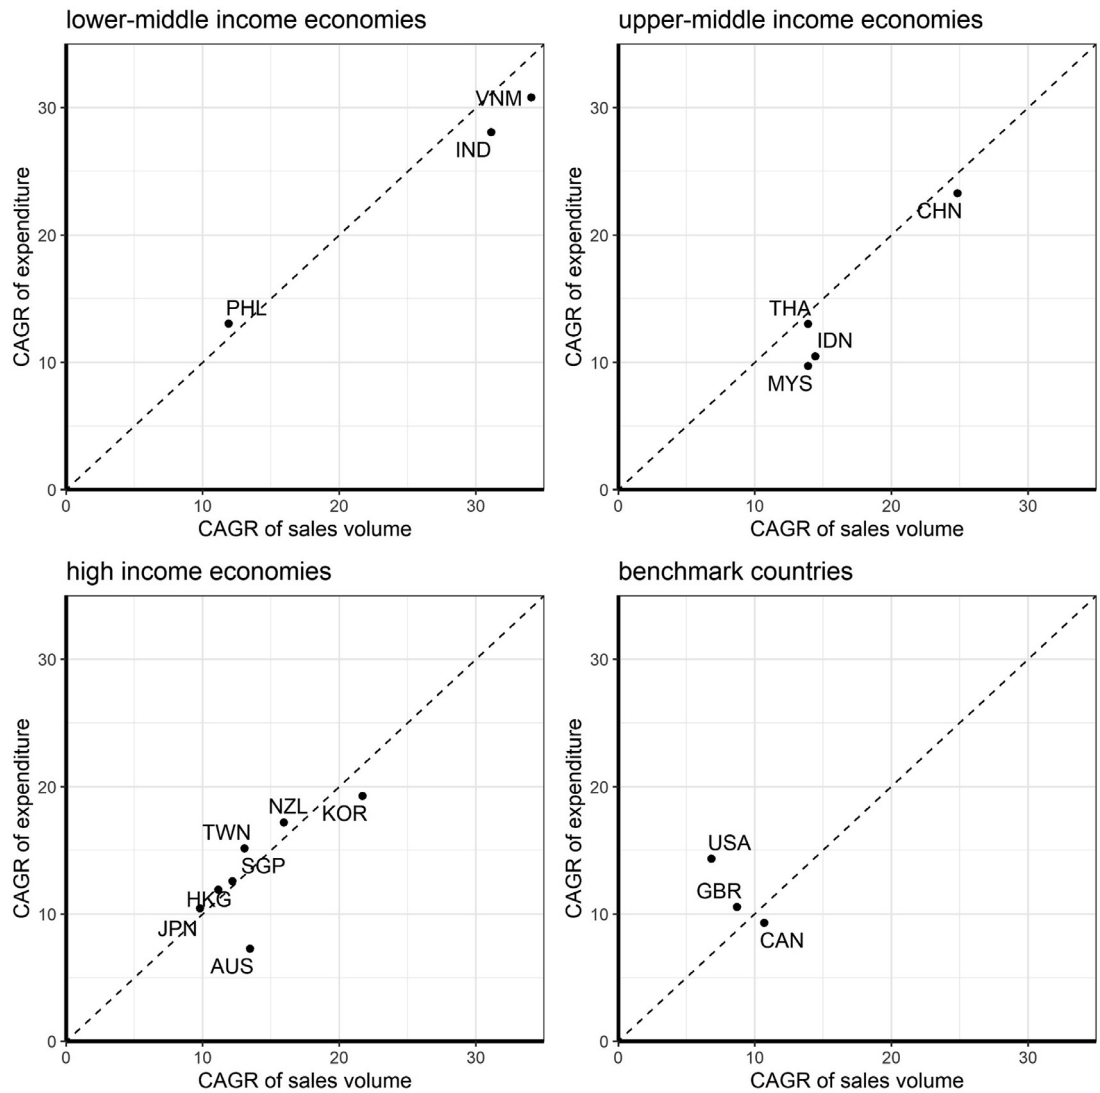 lower-middle income economies
CAGR of expenditure
30
20
10
0
VNM
IND
PHL
0 10 20 30
CAGR of sales volume
upper-middle income economies
CAGR of expenditure
30
20
10
0
CHN
THA
IDN
MYS
0 10 20 30
CAGR of sales volume
high income economies
CAGR of expenditure
30
20
10
0
NZL
KOR
TWN
SGP
HKG
JPN
AUS
0 10 20 30
CAGR of sales volume
benchmark countries
CAGR of expenditure
30
20
10
0
USA
GBR
CAN
0 10 20 30
CAGR of sales volume